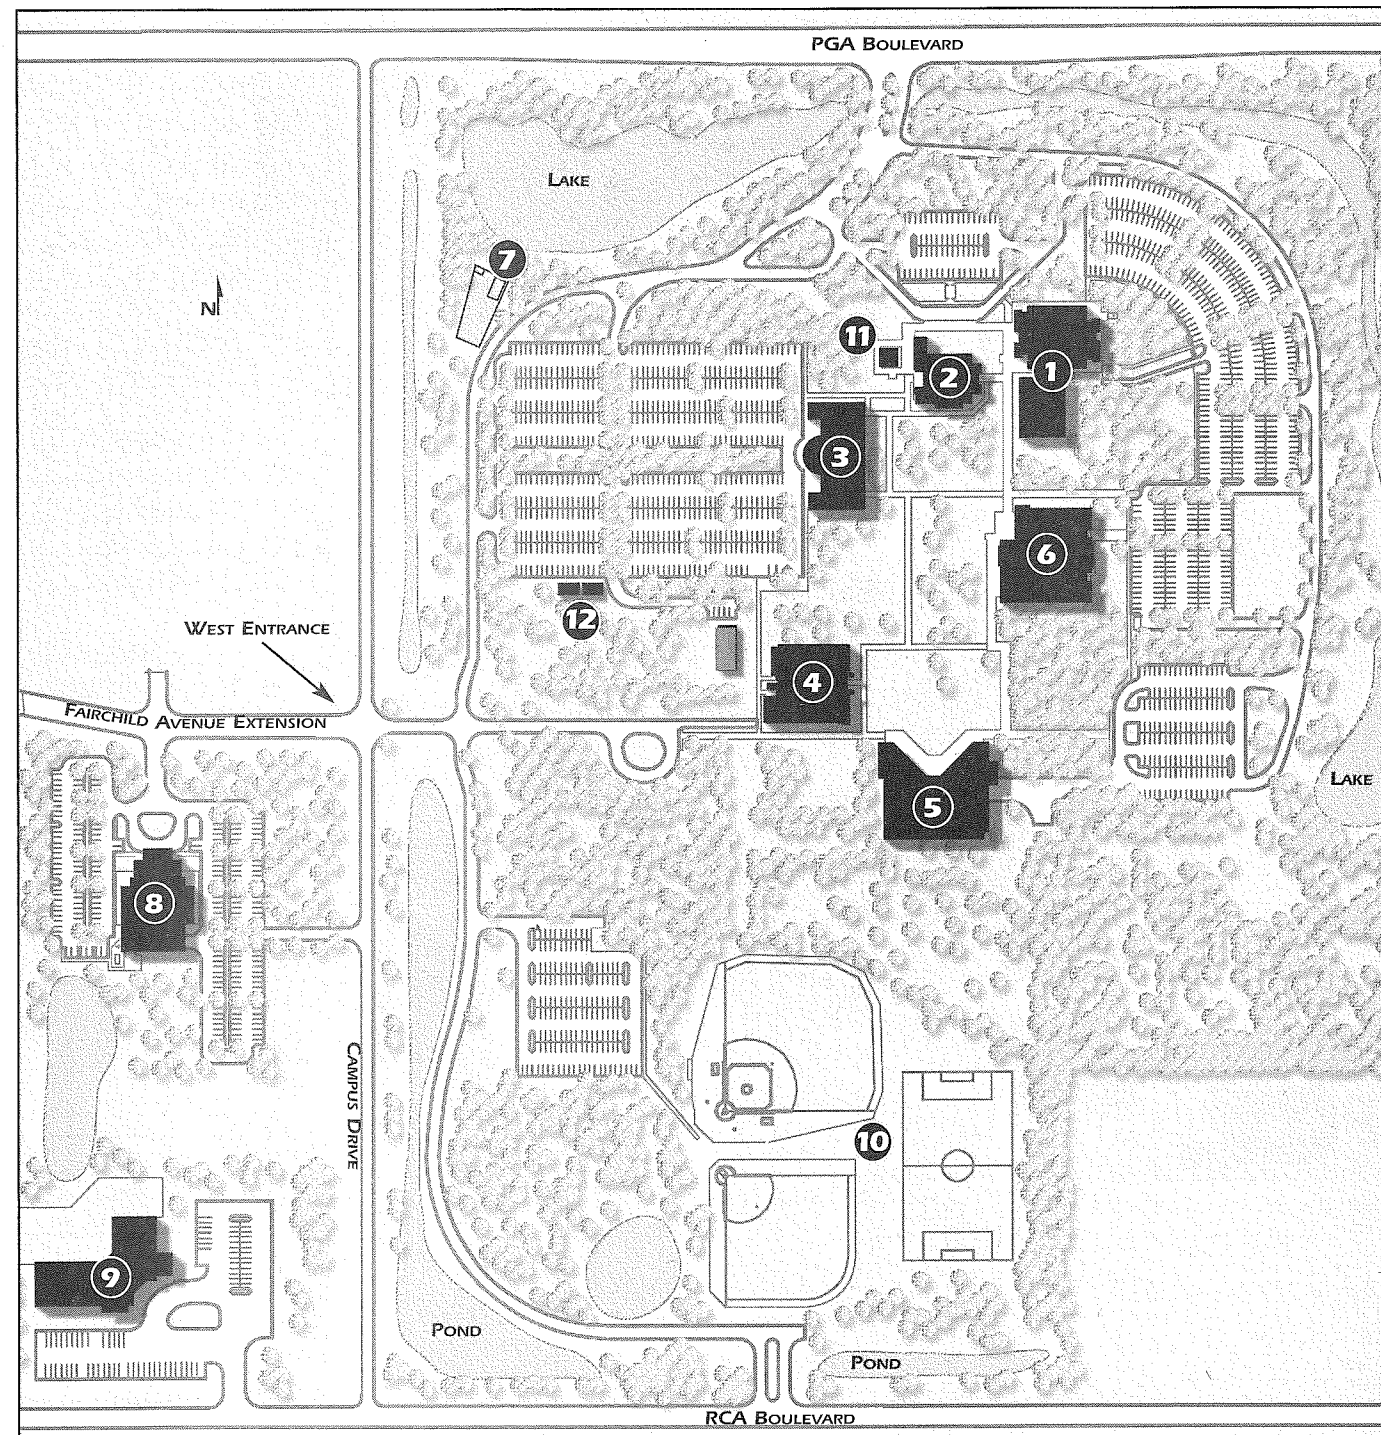 PGA BOULEVARD
LAKE
7
N
11
2
1
3
6
12
WEST ENTRANCE
4
FAIRCHILD AVENUE EXTENSION
LAKE
5
8
CAMPUS DRIVE
10
9
POND
POND
RCA BOULEVARD